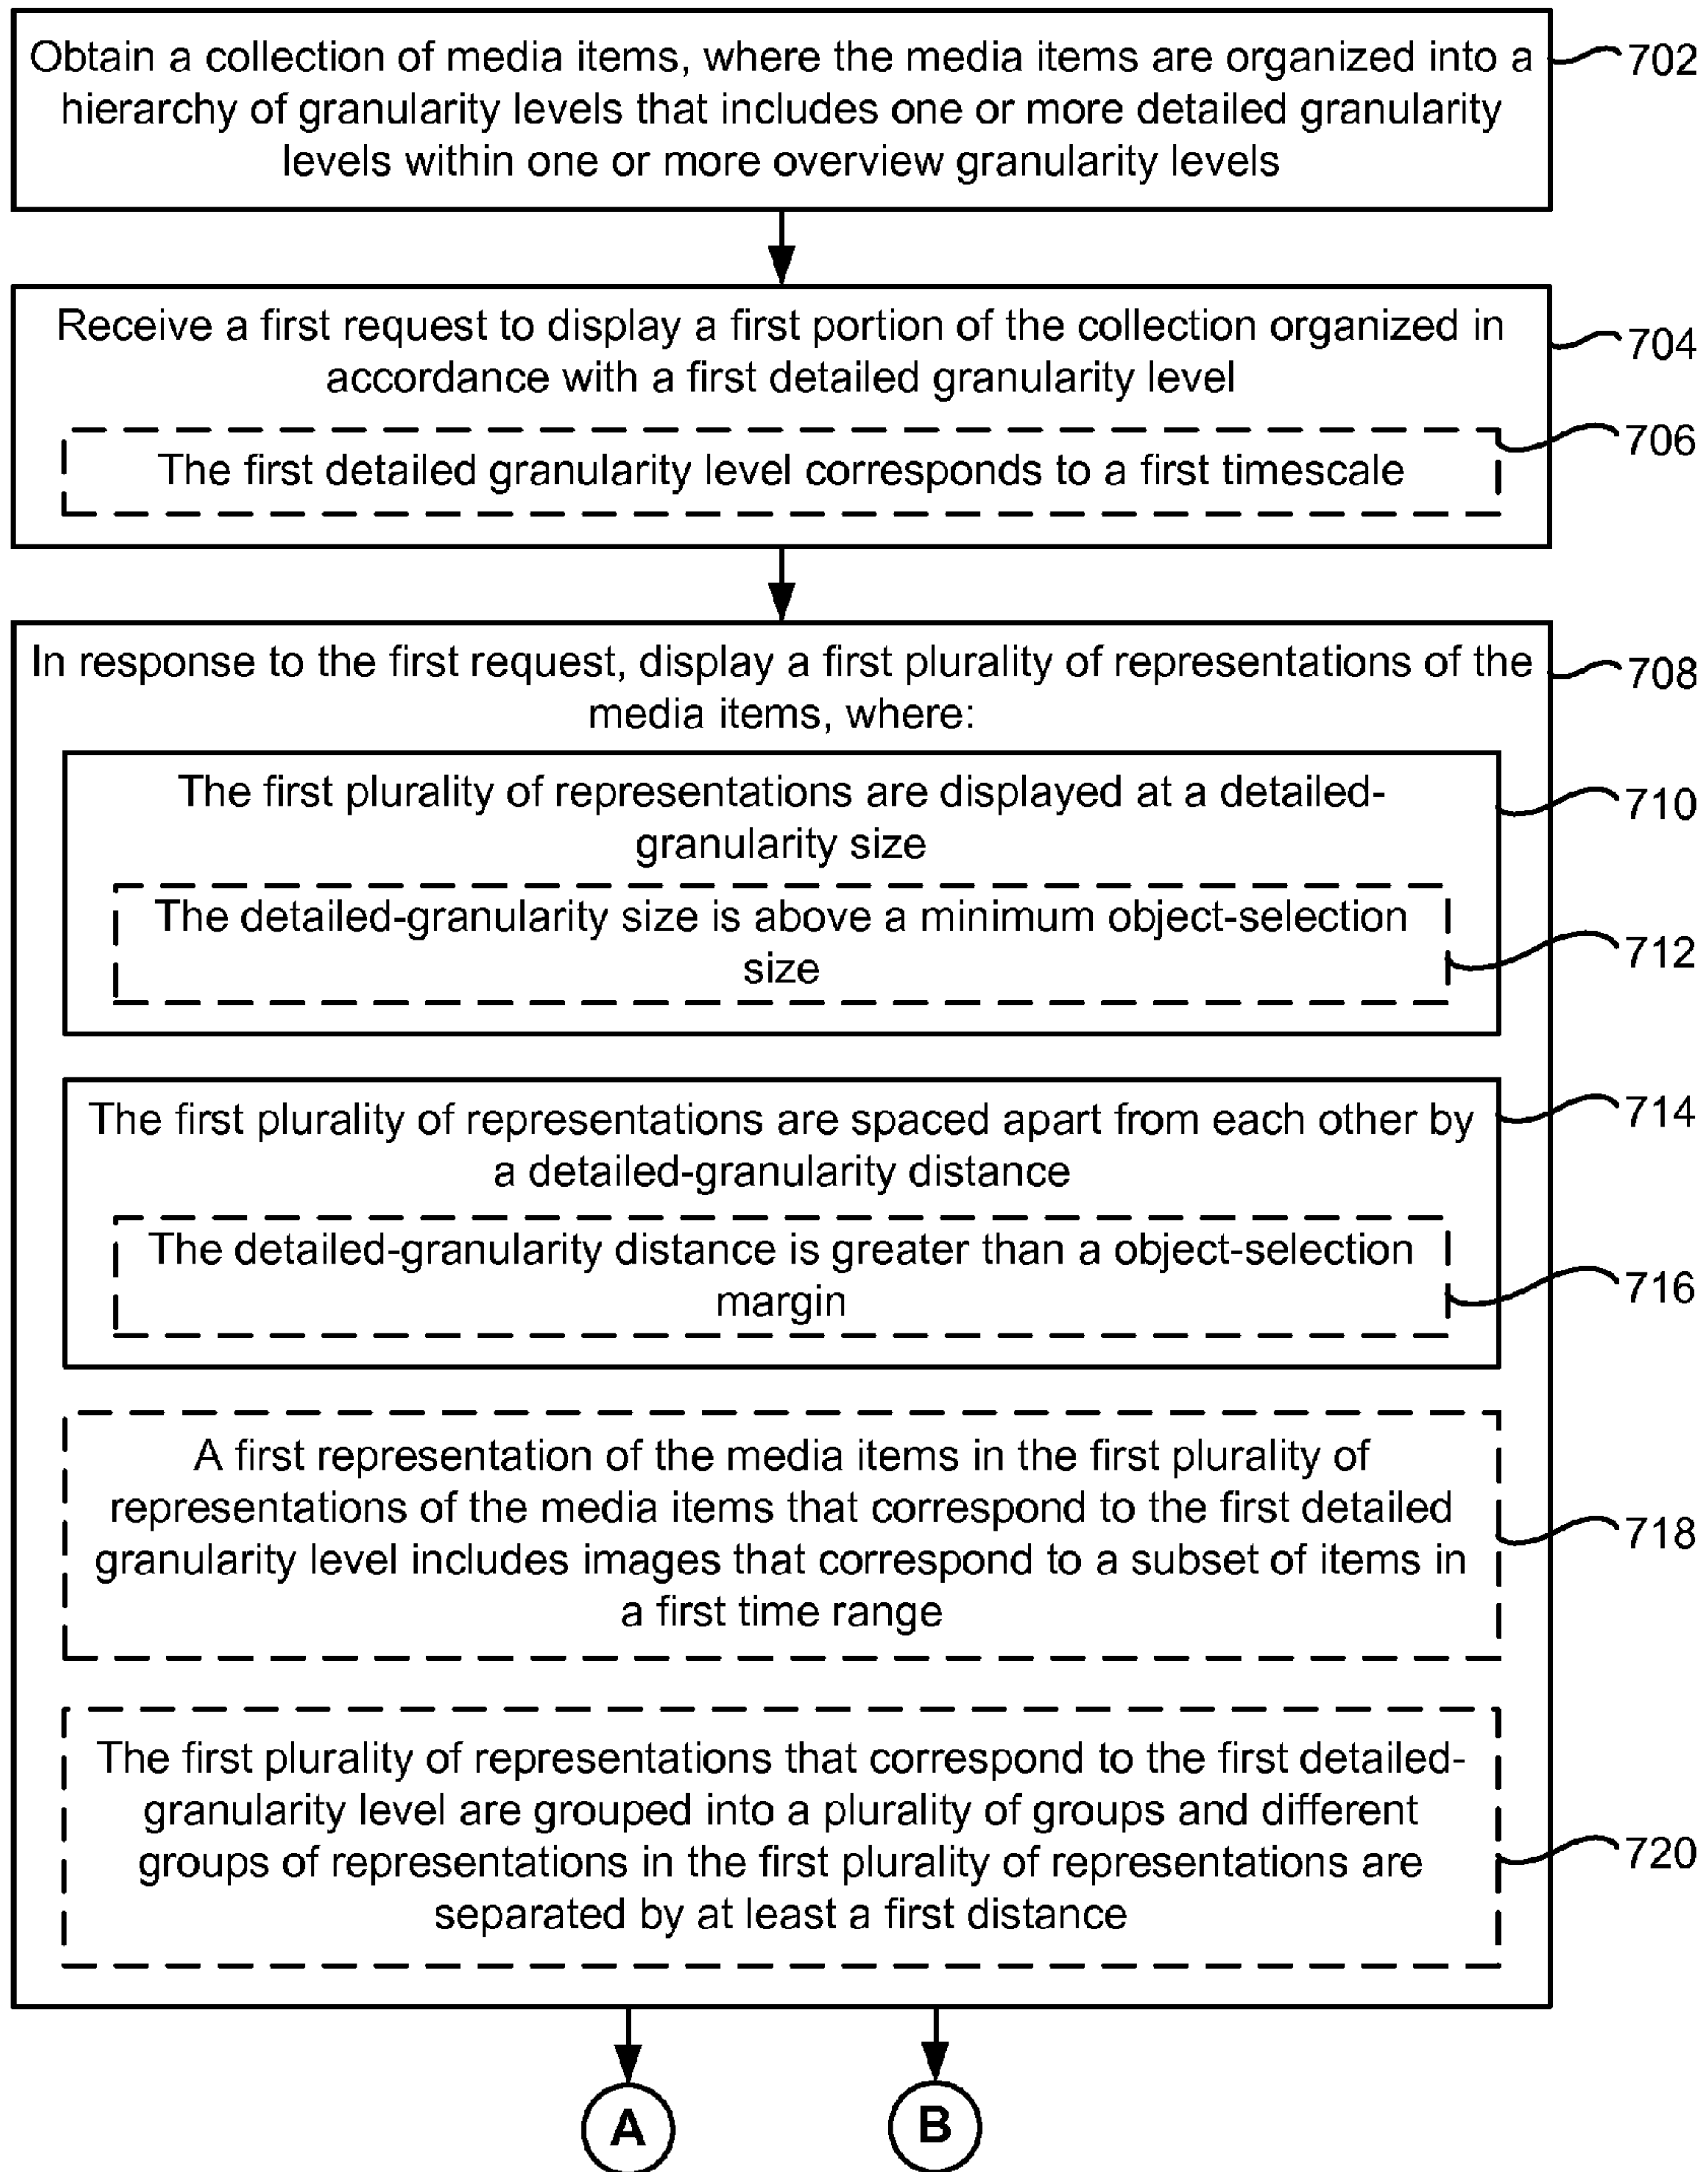 Obtain a collection of media items, where the media items are organized into a
hierarchy of granularity levels that includes one or more detailed granularity
levels within one or more overview granularity levels
702
Receive a first request to display a first portion of the collection organized in
accordance with a first detailed granularity level
704
The first detailed granularity level corresponds to a first timescale
706
In response to the first request, display a first plurality of representations of the
media items, where:
708
The first plurality of representations are displayed at a detailed-
granularity size
710
The detailed-granularity size is above a minimum object-selection
size
712
The first plurality of representations are spaced apart from each other by
a detailed-granularity distance
714
The detailed-granularity distance is greater than a object-selection
margin
716
A first representation of the media items in the first plurality of
representations of the media items that correspond to the first detailed
granularity level includes images that correspond to a subset of items in
a first time range
718
The first plurality of representations that correspond to the first detailed-
granularity level are grouped into a plurality of groups and different
groups of representations in the first plurality of representations are
separated by at least a first distance
720
A
B